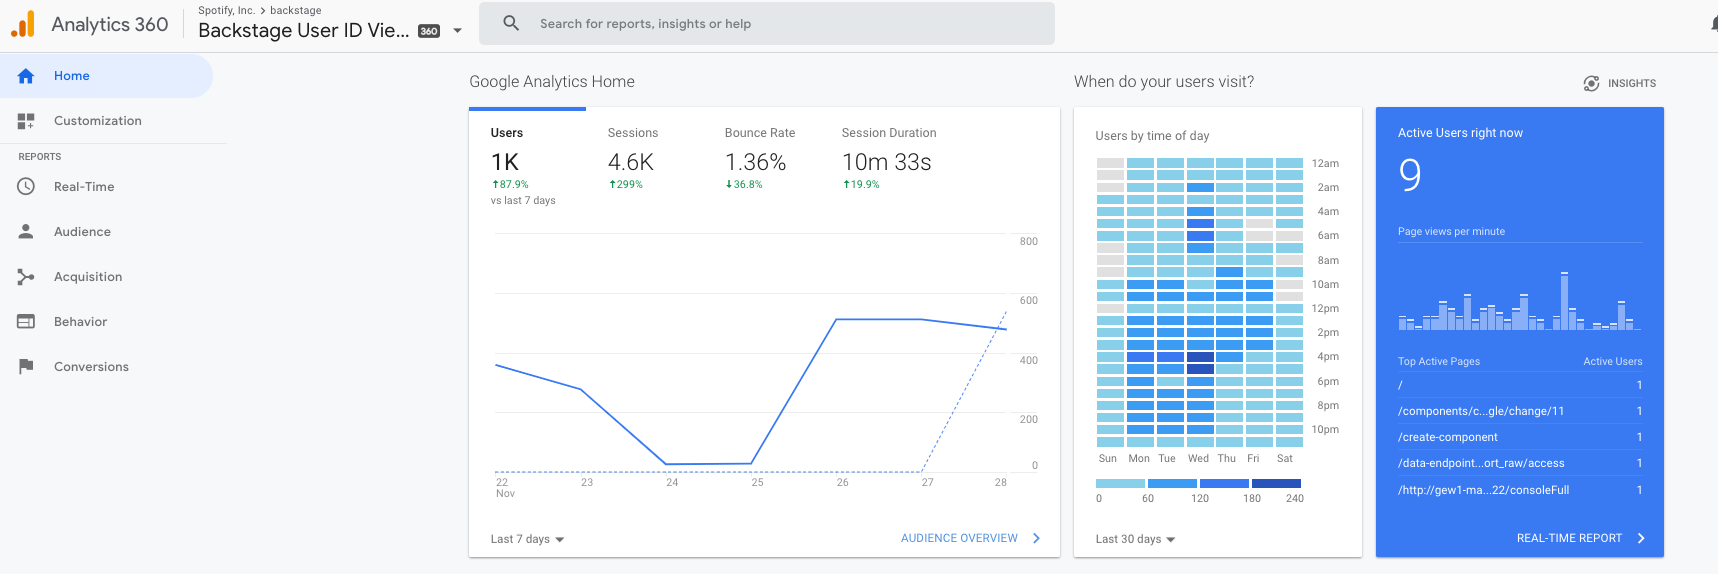 Analytics 360
Spotify, Inc. > backstage
Backstage User ID Vie... 360
Search for reports, insights or help
Home
Customization
REPORTS
Real-Time
Audience
Acquisition
Behavior
Conversions
Google Analytics Home
Users
1K
↑87.9%
vs last 7 days
Sessions
4.6K
↑299%
Bounce Rate
1.36%
↓36.8%
Session Duration
10m 33s
↑19.9%
800
600
400
200
0
22 23 24 25 26 27 28
Nov
Last 7 days
AUDIENCE OVERVIEW
When do your users visit?
Users by time of day
12am
2am
4am
6am
8am
10am
12pm
2pm
4pm
6pm
8pm
10pm
Sun Mon Tue Wed Thu Fri Sat
0 60 120 180 240
Last 30 days
INSIGHTS
Active Users right now
9
Page views per minute
Top Active Pages Active Users
/ 1
/components/c...gle/change/11 1
/create-component 1
/data-endpoint...ort_raw/access 1
/http://gew1-ma...22/consoleFull 1
REAL-TIME REPORT